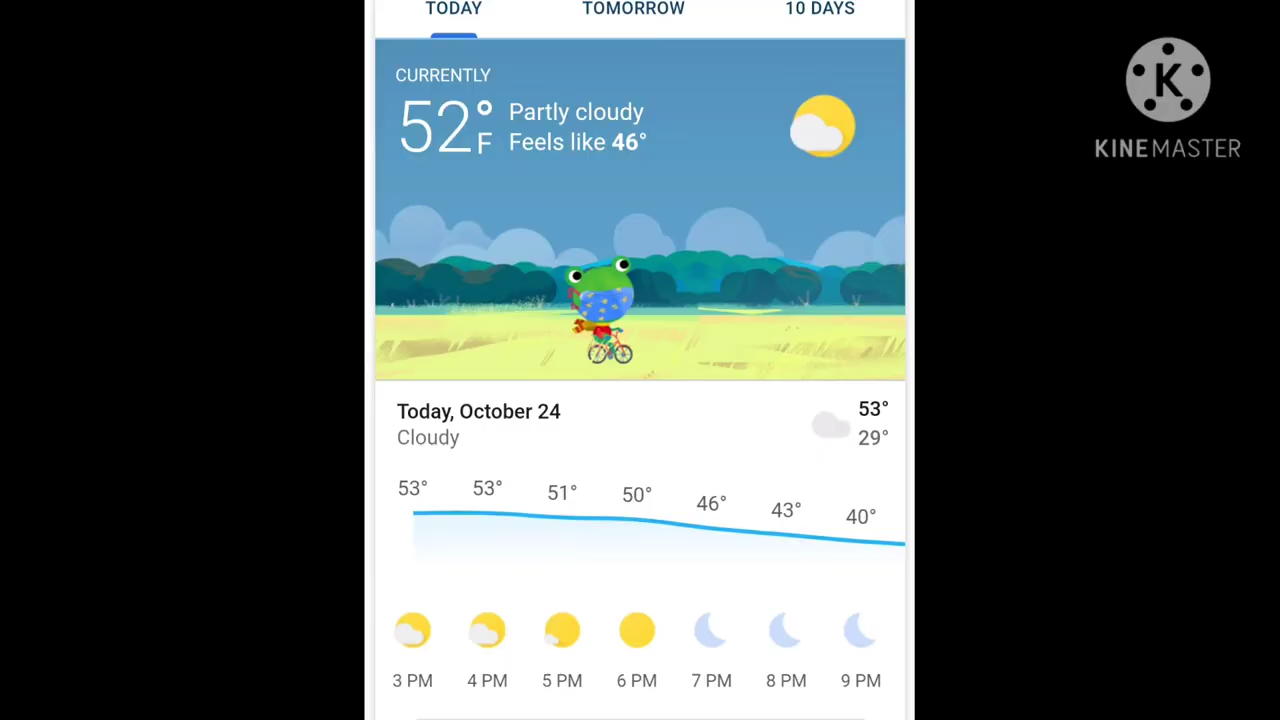 TODAY TOMORROW 10 DAYS
CURRENTLY
52°F
Partly cloudy
Feels like 46°
K
KINEMASTER
Today, October 24
Cloudy
53°
29°
53° 53° 51° 50° 46° 43° 40°
3 PM 4 PM 5 PM 6 PM 7 PM 8 PM 9 PM